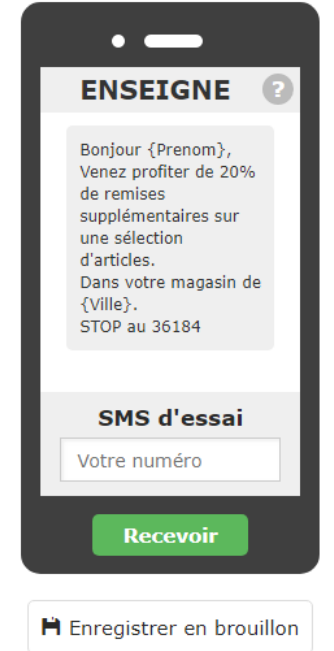 ENSEIGNE ?
Bonjour {Prenom},
Venez profiter de 20%
de remises
supplémentaires sur
une sélection
d'articles.
Dans votre magasin de
{Ville}.
STOP au 36184
SMS d'essai
Votre numéro
Recevoir
Enregistrer en brouillon